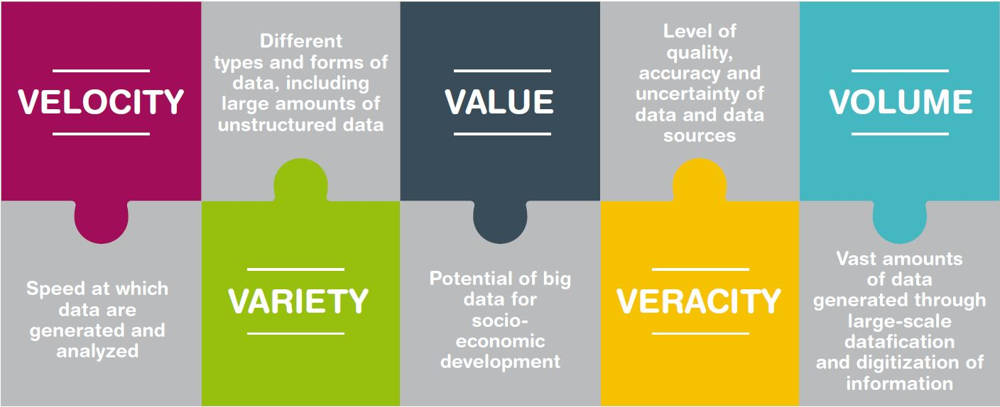 VELOCITY
Speed at which
data are
generated and
analyzed
Different
types and forms of
data, including
large amounts of
unstructured data
VARIETY
VALUE
Potential of big
data for
socio-
economic
development
Level of
quality,
accuracy and
uncertainty of
data and data
sources
VERACITY
VOLUME
Vast amounts
of data
generated through
large-scale
datafication
and digitization of
information